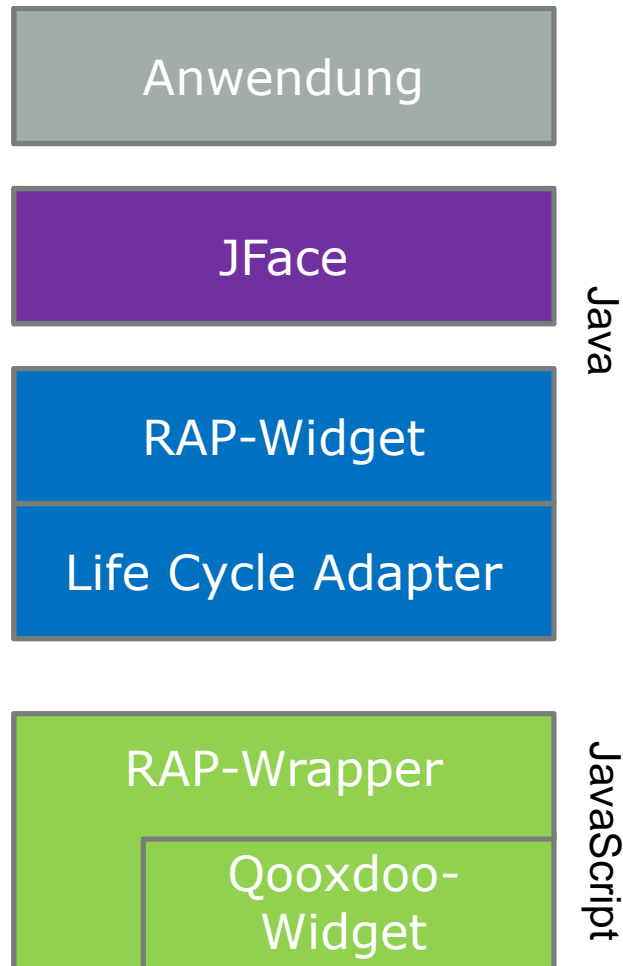 Anwendung
JFace
Java
RAP-Widget
Life Cycle Adapter
RAP-Wrapper
JavaScript
Qooxdoo-
Widget